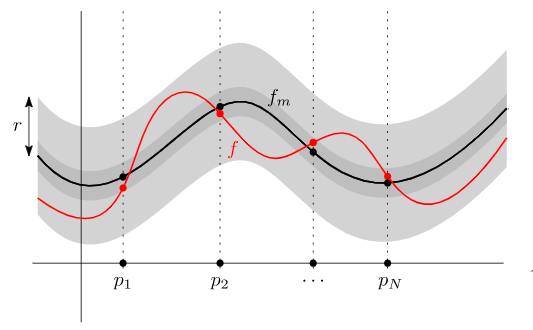 f_m
r
f
p_1 p_2 ⋯ p_N